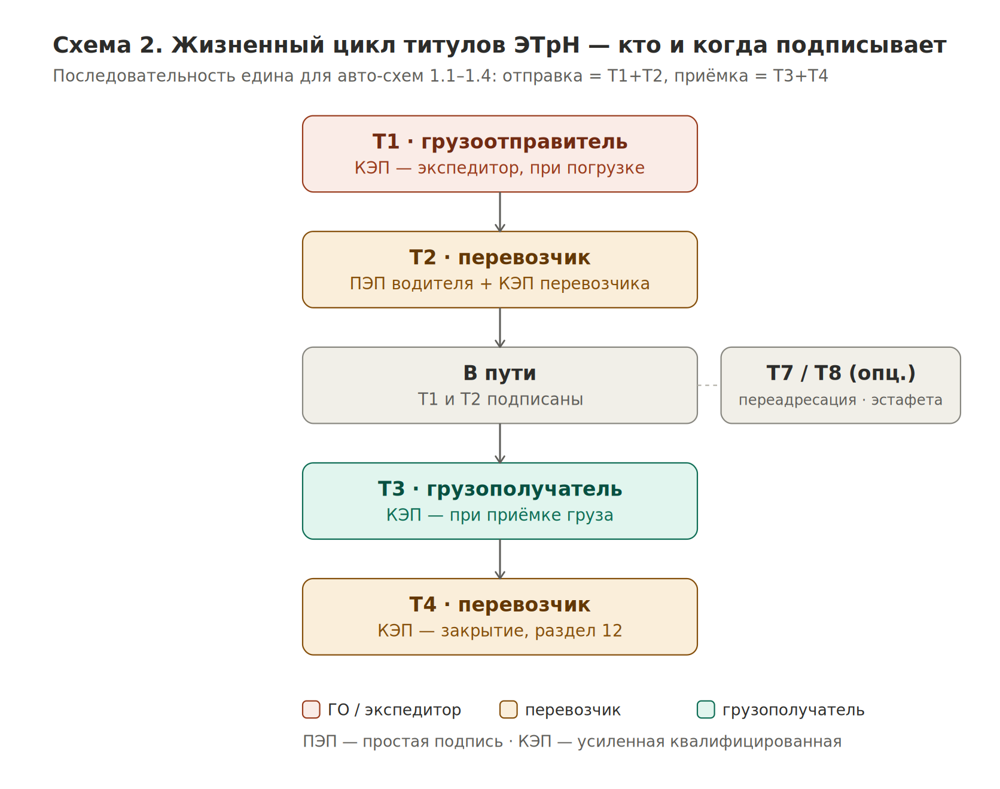 Схема 2. Жизненный цикл титулов ЭТрН — кто и когда подписывает
Последовательность едина для авто-схем 1.1–1.4: отправка = Т1+Т2, приёмка = Т3+Т4
Т1 · грузоотправитель
КЭП — экспедитор, при погрузке
Т2 · перевозчик
ПЭП водителя + КЭП перевозчика
В пути
Т1 и Т2 подписаны
Т7 / Т8 (опц.)
переадресация · эстафета
Т3 · грузополучатель
КЭП — при приёмке груза
Т4 · перевозчик
КЭП — закрытие, раздел 12
ГО / экспедитор
перевозчик
грузополучатель
ПЭП — простая подпись · КЭП — усиленная квалифицированная